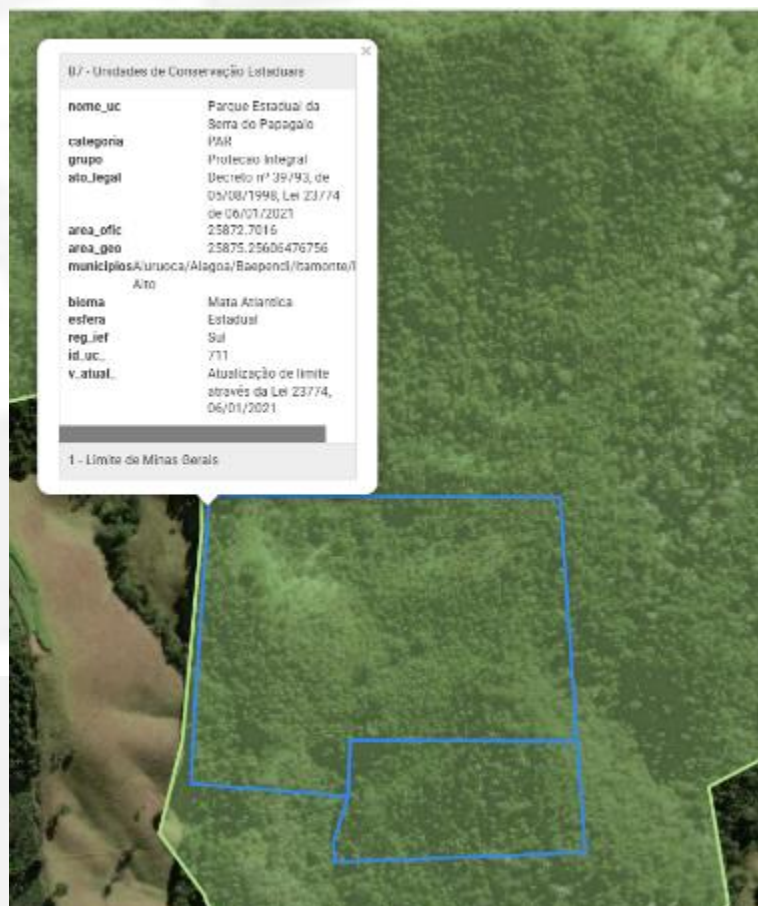 ×
B7 - Unidades de Conservação Estaduais
nome_uc Parque Estadual da
Serra do Papagaio
categoria PAR
grupo Protecao Integral
ato_legal Decreto nº 39793, de
05/08/1998, Lei 23774
de 06/01/2021
area_ofic 25872.7016
area_geo 25875.25606476756
municipios Aiuruoca/Alagoa/Baependi/Itamonte/
Alto
bioma Mata Atlantica
esfera Estadual
reg_ief Sul
id_uc_ 711
v_atual_ Atualização de limite
através da Lei 23774,
06/01/2021
1 - Limite de Minas Gerais